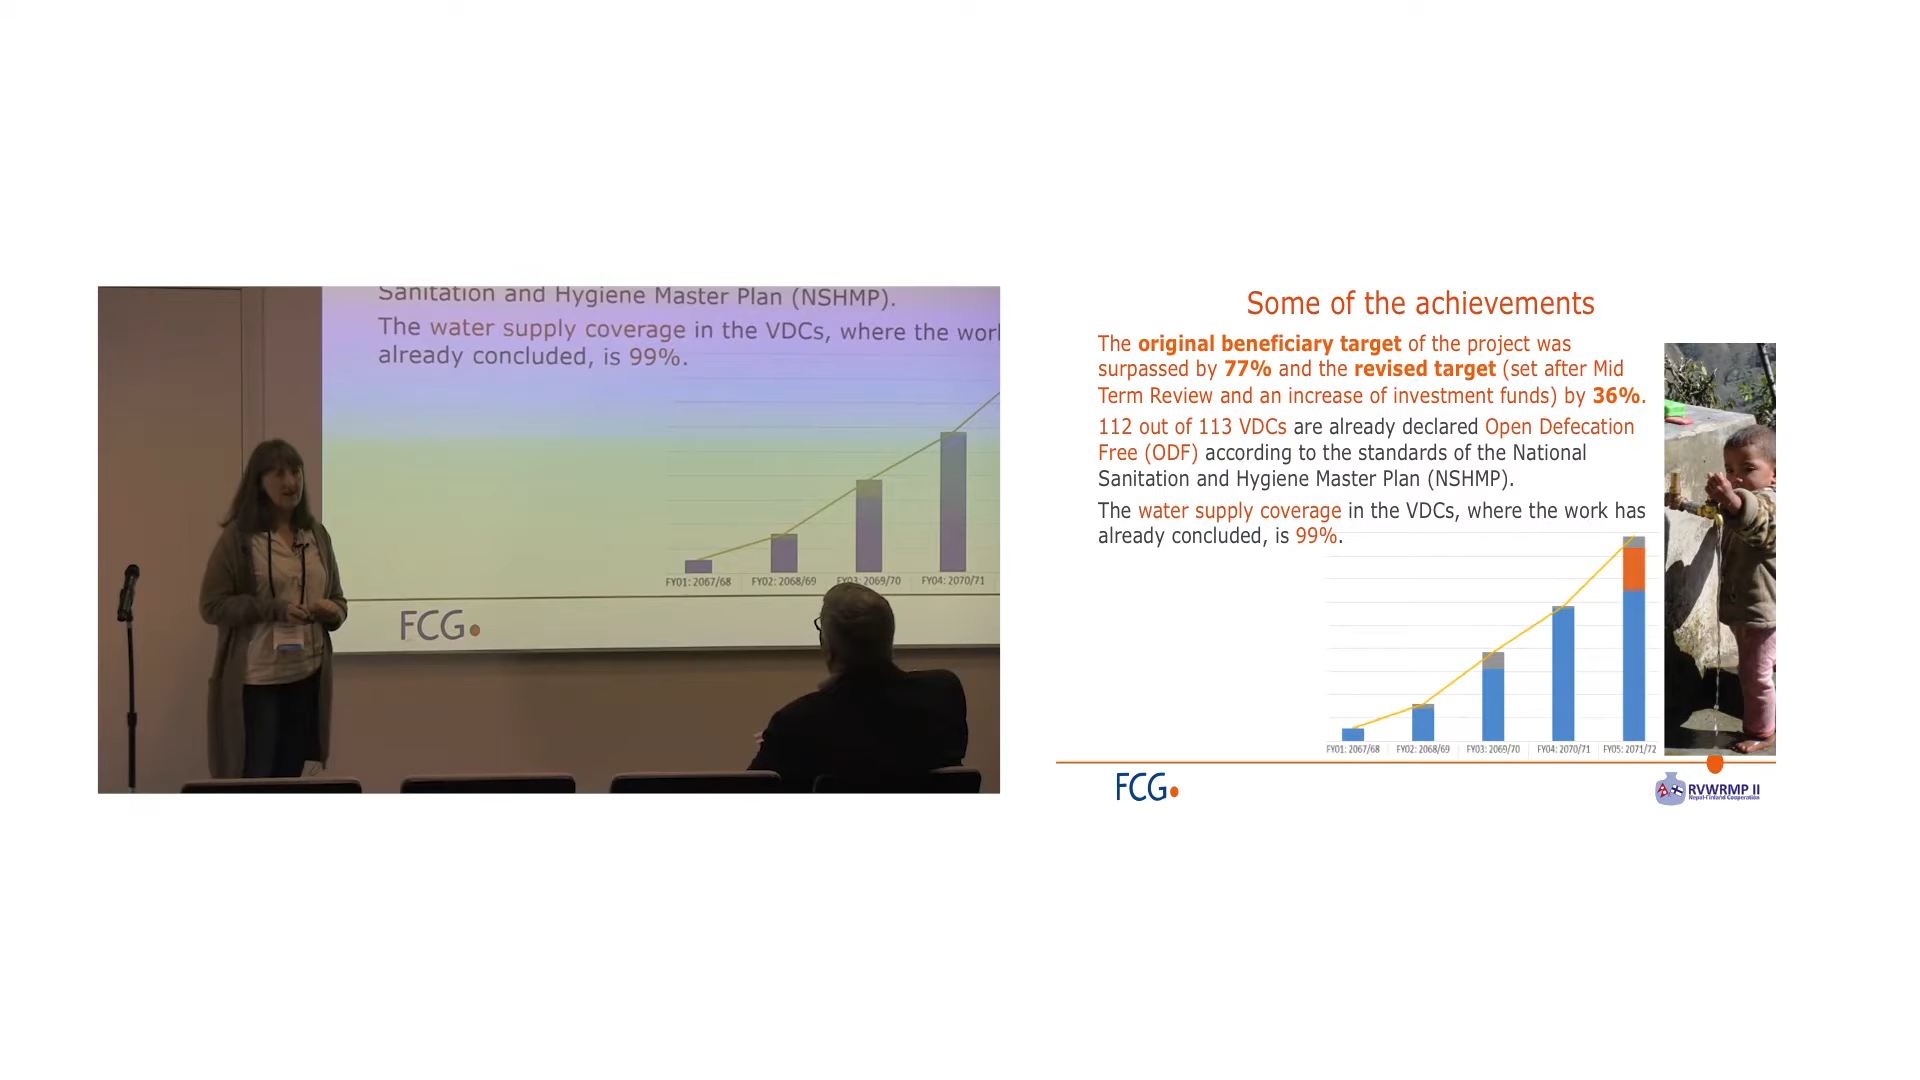 Sanitation and Hygiene Master Plan (NSHMP).
The water supply coverage in the VDCs, where the wor
already concluded, is 99%.
FY01: 2067/68 FY02: 2068/69 FY03: 2069/70 FY04: 2070/71
FCG
Some of the achievements
The original beneficiary target of the project was
surpassed by 77% and the revised target (set after Mid
Term Review and an increase of investment funds) by 36%.
112 out of 113 VDCs are already declared Open Defecation
Free (ODF) according to the standards of the National
Sanitation and Hygiene Master Plan (NSHMP).
The water supply coverage in the VDCs, where the work has
already concluded, is 99%.
FY01: 2067/68 FY02: 2068/69 FY03: 2069/70 FY04: 2070/71 FY05: 2071/72
FCG
RVWRMP II
Nepal-Finland Cooperation